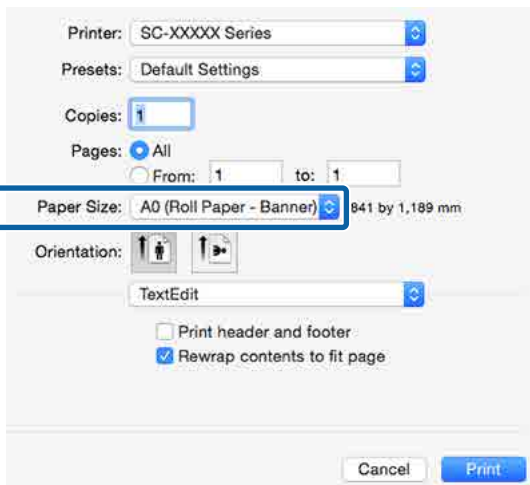 Printer: SC-XXXXX Series
Presets: Default Settings
Copies: 1
Pages: All
From: 1 to: 1
Paper Size: A0 (Roll Paper - Banner) 841 by 1,189 mm
Orientation:
TextEdit
Print header and footer
Rewrap contents to fit page
Cancel Print